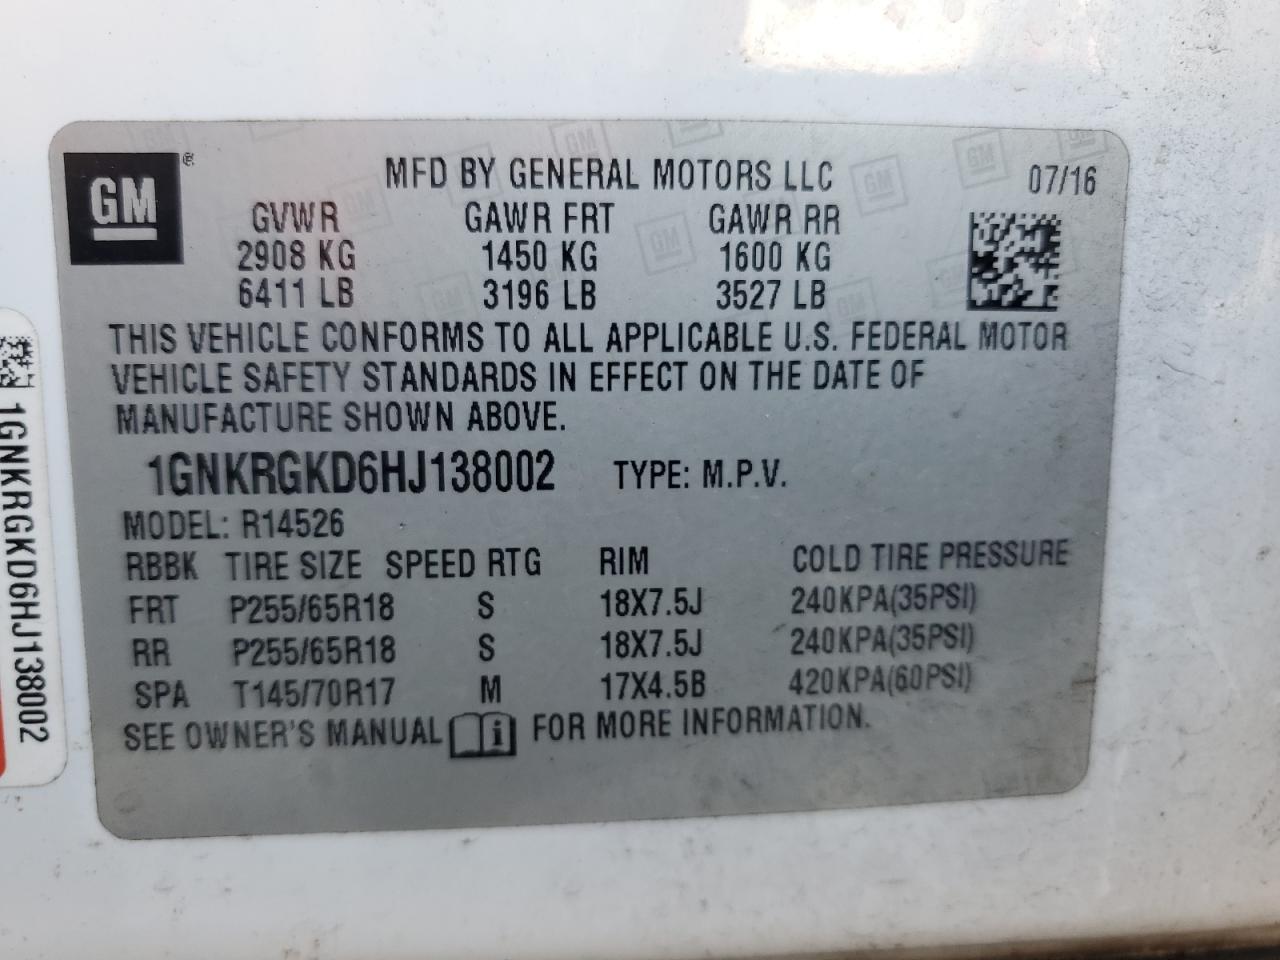 GM ®
MFD BY GENERAL MOTORS LLC 07/16
GVWR GAWR FRT GAWR RR
2908 KG 1450 KG 1600 KG
6411 LB 3196 LB 3527 LB
THIS VEHICLE CONFORMS TO ALL APPLICABLE U.S. FEDERAL MOTOR
VEHICLE SAFETY STANDARDS IN EFFECT ON THE DATE OF
MANUFACTURE SHOWN ABOVE.
1GNKRGKD6HJ138002 TYPE: M.P.V.
MODEL: R14526
RBBK TIRE SIZE SPEED RTG RIM COLD TIRE PRESSURE
FRT P255/65R18 S 18X7.5J 240KPA(35PSI)
RR P255/65R18 S 18X7.5J 240KPA(35PSI)
SPA T145/70R17 M 17X4.5B 420KPA(60PSI)
SEE OWNER'S MANUAL i FOR MORE INFORMATION.
1GNKRGKD6HJ138002